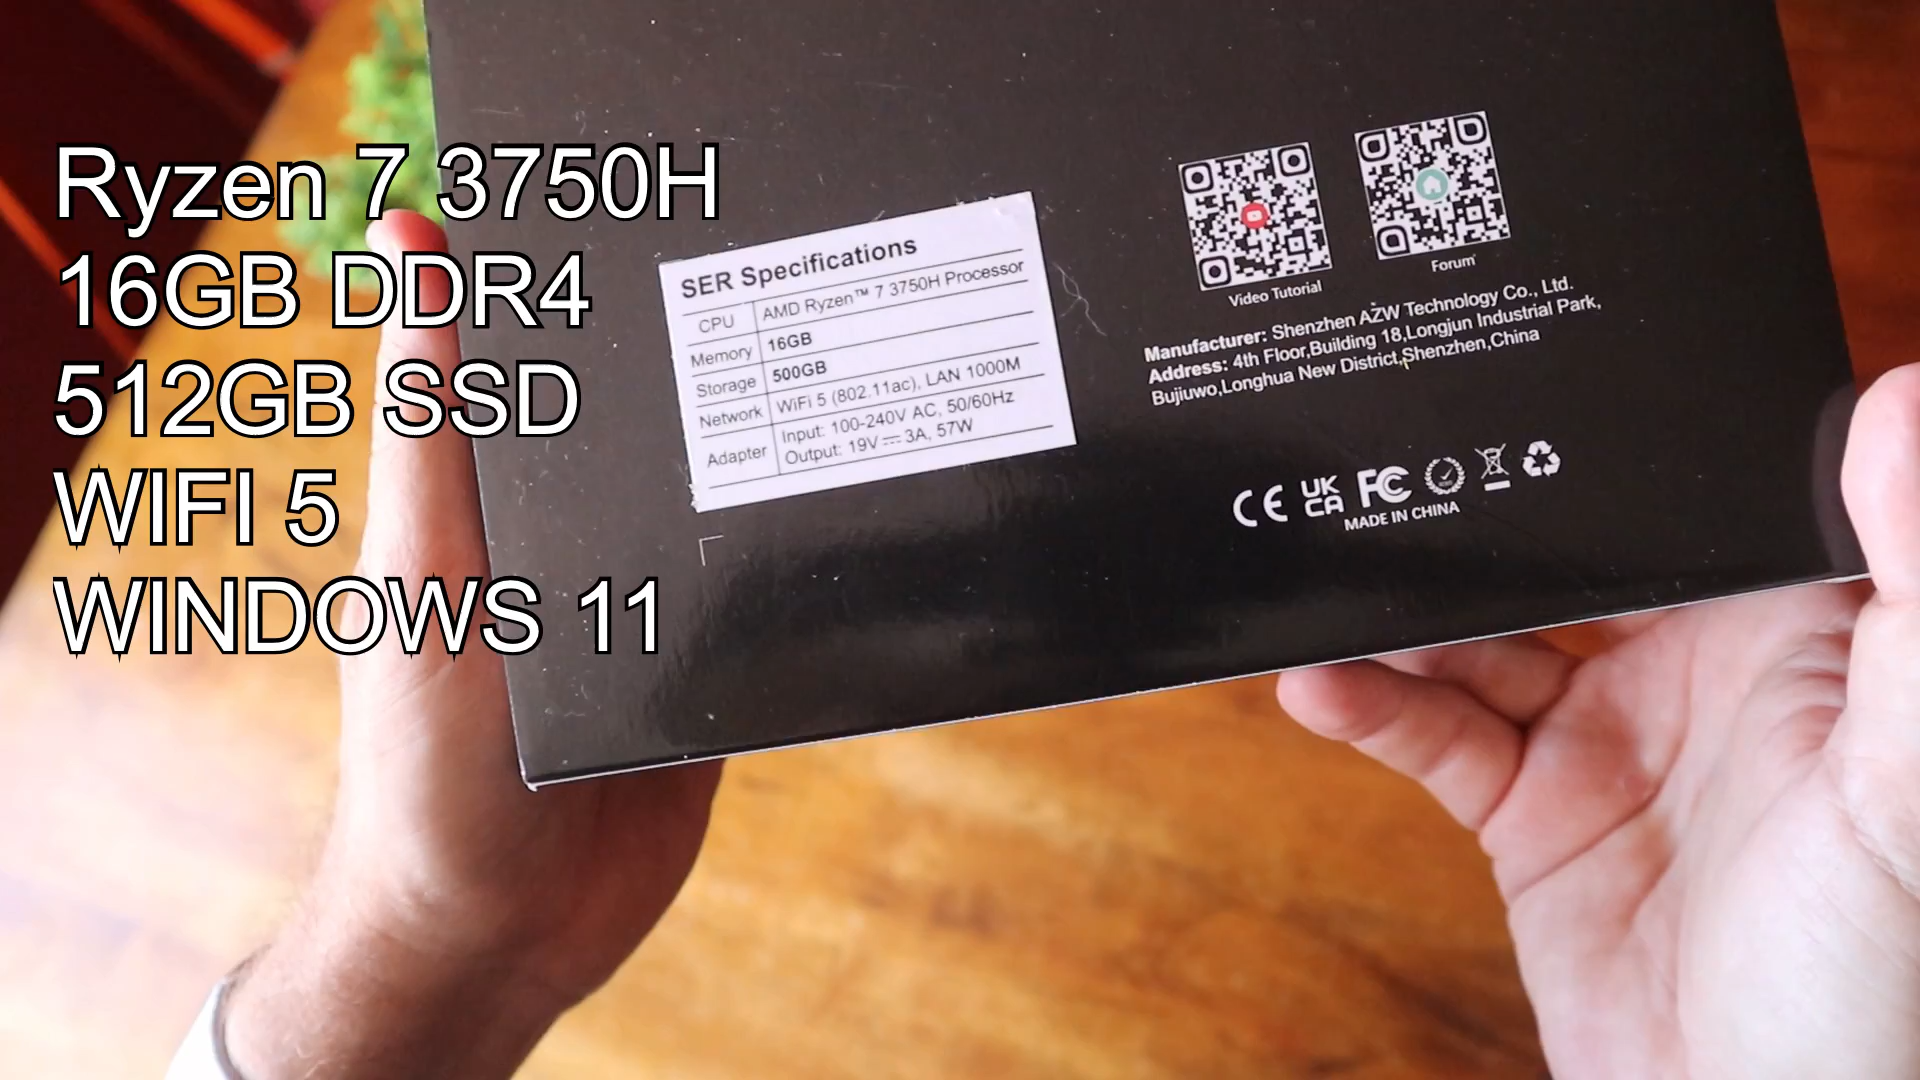 Ryzen 7 3750H
16GB DDR4
512GB SSD
WIFI 5
WINDOWS 11
SER Specifications
CPU AMD Ryzen™ 7 3750H Processor
Memory 16GB
Storage 500GB
Network WiFi 5 (802.11ac), LAN 1000M
Adapter Input: 100-240V AC, 50/60Hz
Output: 19V⎓3A, 57W
Video Tutorial
Forum
Manufacturer: Shenzhen AZW Technology Co., Ltd.
Address: 4th Floor,Building 18,Longjun Industrial Park,
Bujiuwo,Longhua New District,Shenzhen,China
CE UK CA FC
MADE IN CHINA